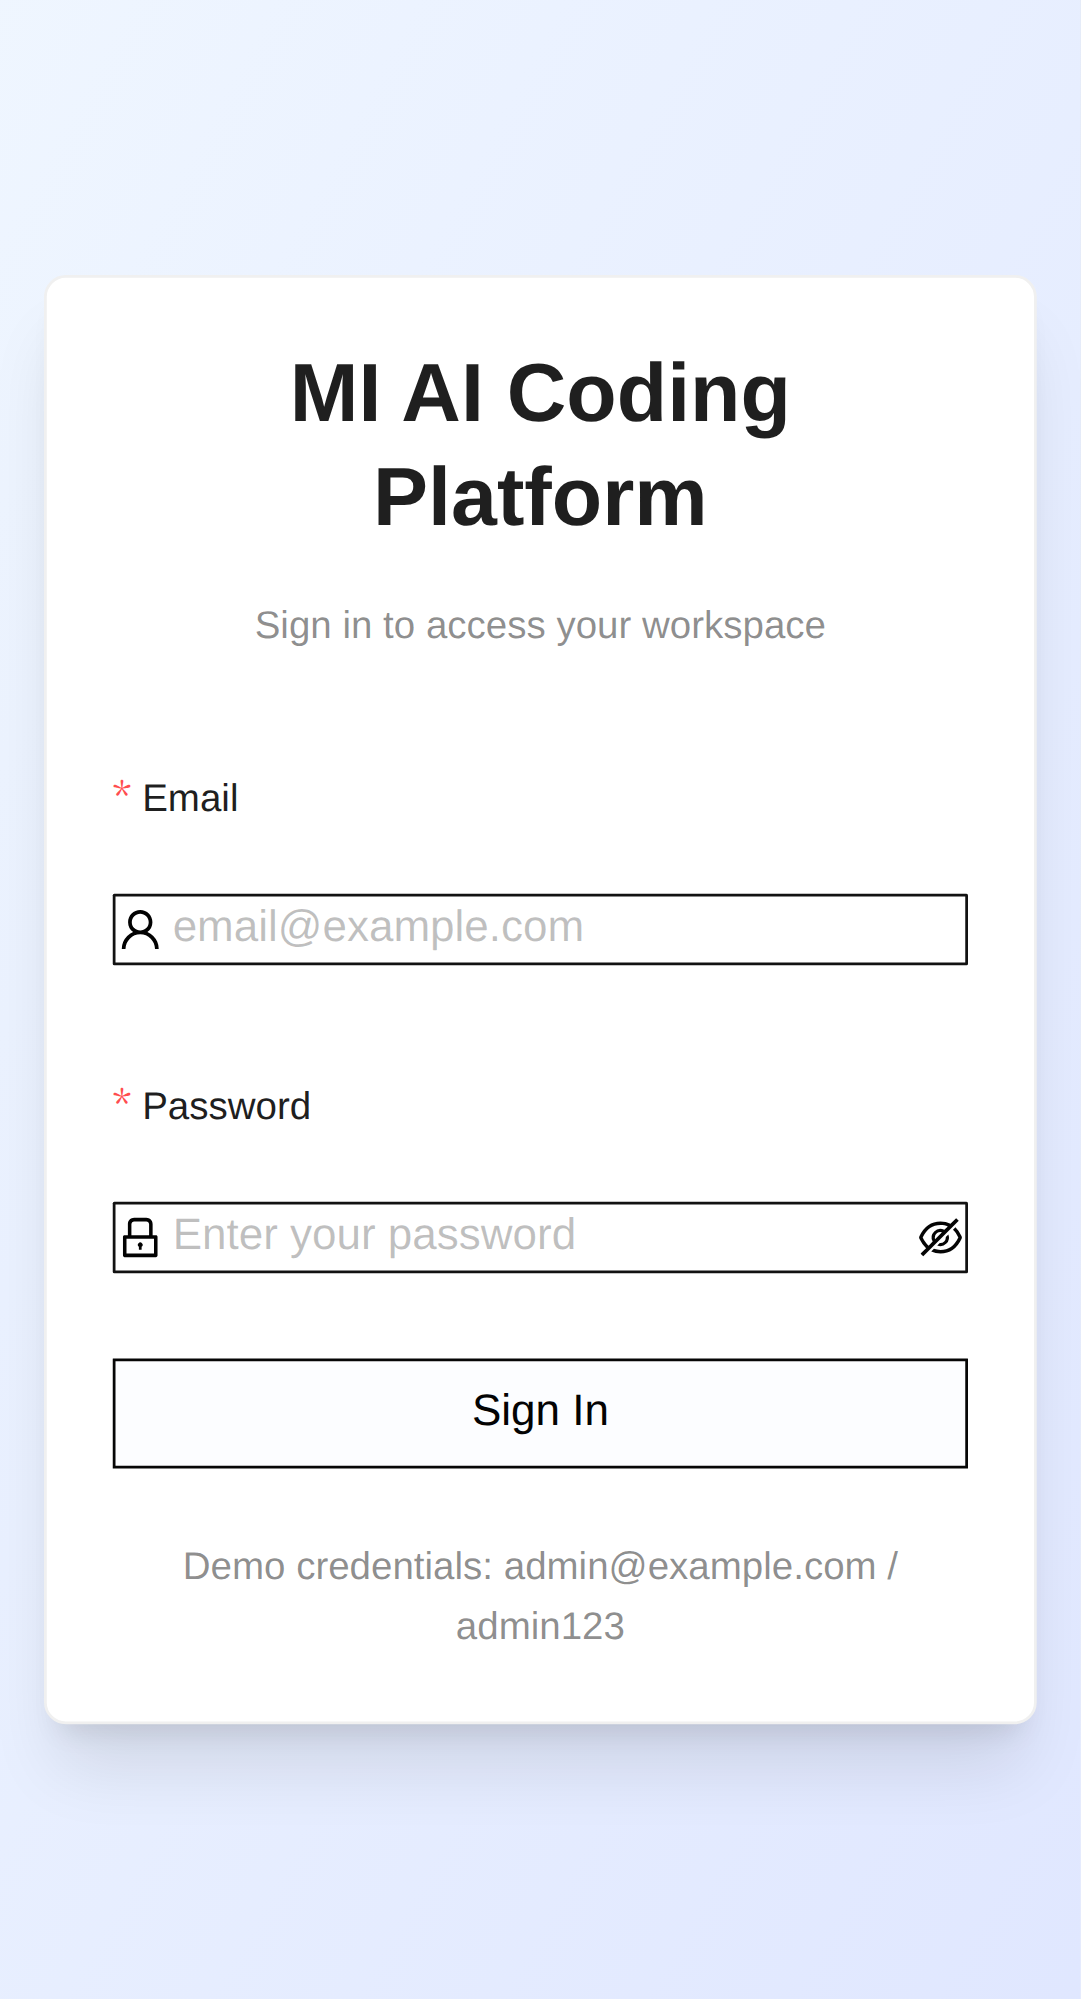 MI AI Coding
Platform
Sign in to access your workspace
* Email
email@example.com
* Password
Enter your password
Sign In
Demo credentials: admin@example.com /
admin123